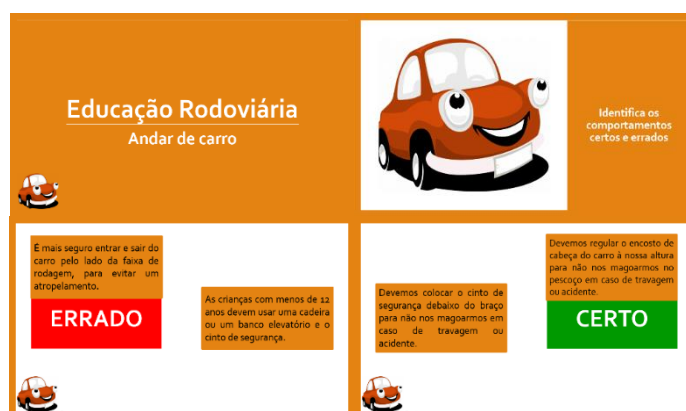 Educação Rodoviária
Andar de carro
Identifica os
comportamentos
certos e errados
É mais seguro entrar e sair do
carro pelo lado da faixa de
rodagem, para evitar um
atropelamento.
ERRADO
As crianças com menos de 12
anos devem usar uma cadeira
ou um banco elevatório e o
cinto de segurança.
Devemos colocar o cinto de
segurança debaixo do braço
para não nos magoarmos em
caso de travagem ou
acidente.
Devemos regular o encosto de
cabeça do carro à nossa altura
para não nos magoarmos no
pescoço em caso de travagem
ou acidente.
CERTO